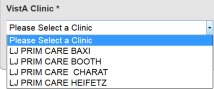 VistA Clinic *
Please Select a Clinic
Please Select a Clinic
LJ PRIM CARE BAXI
LJ PRIM CARE BOOTH
LJ PRIM CARE  CHARAT
LJ PRIM CARE HEIFETZ